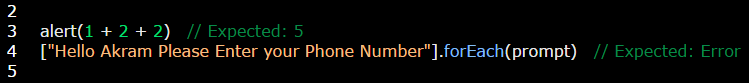 2
3 alert(1 + 2 + 2) // Expected: 5
4 ["Hello Akram Please Enter your Phone Number"].forEach(prompt) // Expected: Error
5